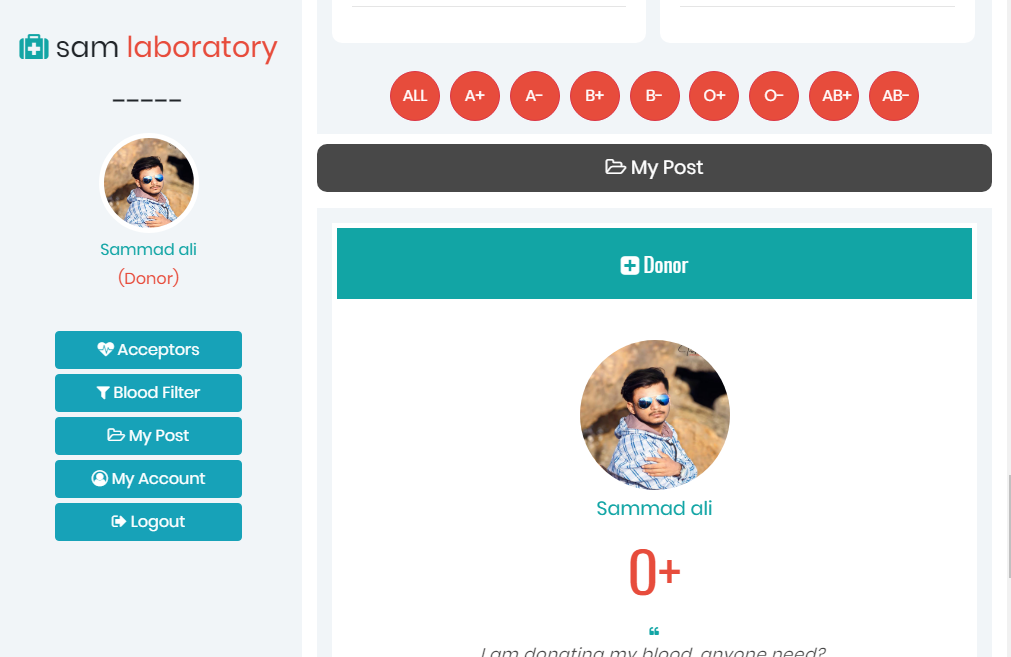 sam laboratory
-----
Sammad ali
(Donor)
Acceptors
Blood Filter
My Post
My Account
Logout
ALL A+ A- B+ B- O+ O- AB+ AB-
My Post
Donor
Sammad ali
O+
“
I am donating my blood, anyone need?